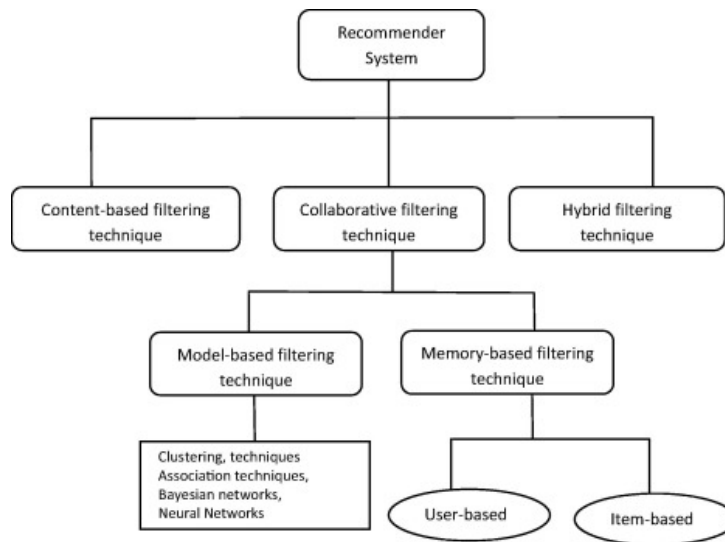 Recommender
System
Content-based filtering
technique
Collaborative filtering
technique
Hybrid filtering
technique
Model-based filtering
technique
Memory-based filtering
technique
Clustering, techniques
Association techniques,
Bayesian networks,
Neural Networks
User-based
Item-based